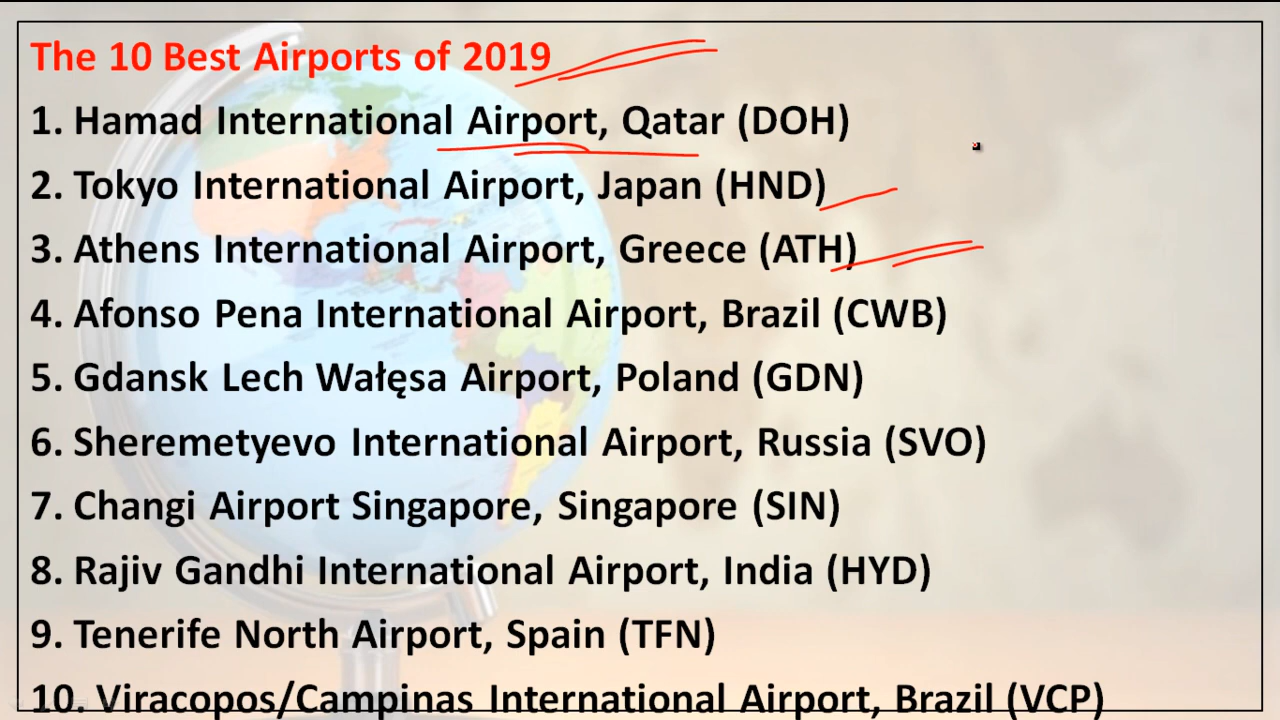 The 10 Best Airports of 2019
1. Hamad International Airport, Qatar (DOH)
2. Tokyo International Airport, Japan (HND)
3. Athens International Airport, Greece (ATH)
4. Afonso Pena International Airport, Brazil (CWB)
5. Gdansk Lech Wałęsa Airport, Poland (GDN)
6. Sheremetyevo International Airport, Russia (SVO)
7. Changi Airport Singapore, Singapore (SIN)
8. Rajiv Gandhi International Airport, India (HYD)
9. Tenerife North Airport, Spain (TFN)
10. Viracopos/Campinas International Airport, Brazil (VCP)